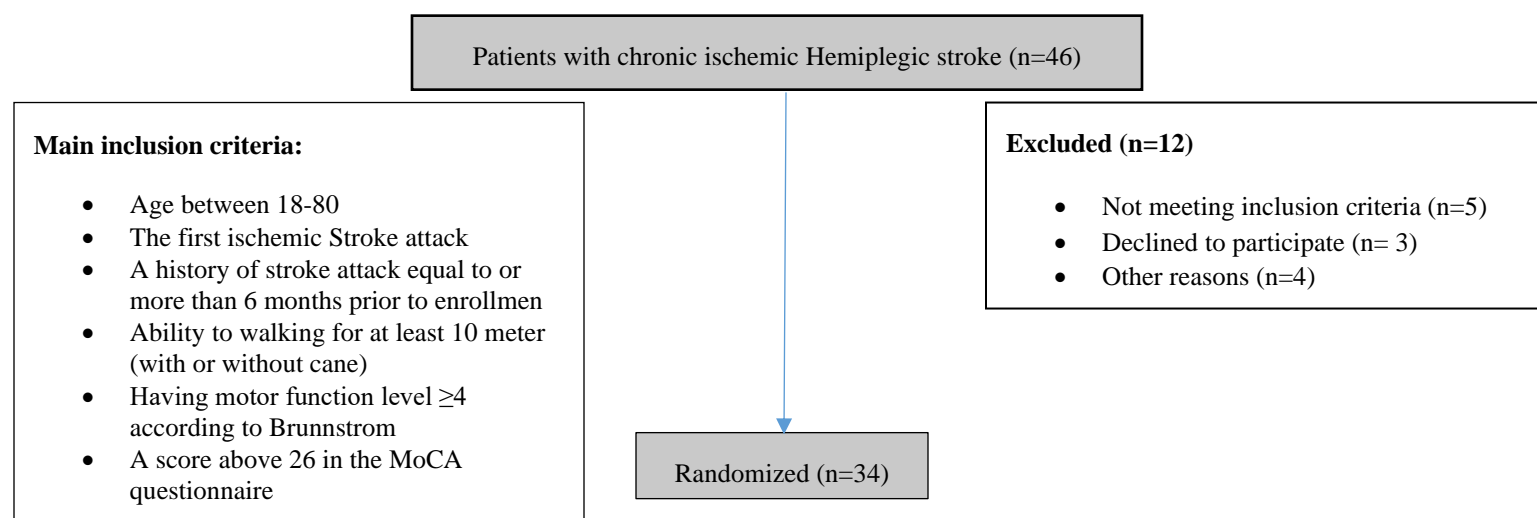 Patients with chronic ischemic Hemiplegic stroke (n=46)
Main inclusion criteria:
• Age between 18-80
• The first ischemic Stroke attack
• A history of stroke attack equal to or
more than 6 months prior to enrollmen
• Ability to walking for at least 10 meter
(with or without cane)
• Having motor function level ≥4
according to Brunnstrom
• A score above 26 in the MoCA
questionnaire
Excluded (n=12)
• Not meeting inclusion criteria (n=5)
• Declined to participate (n= 3)
• Other reasons (n=4)
Randomized (n=34)